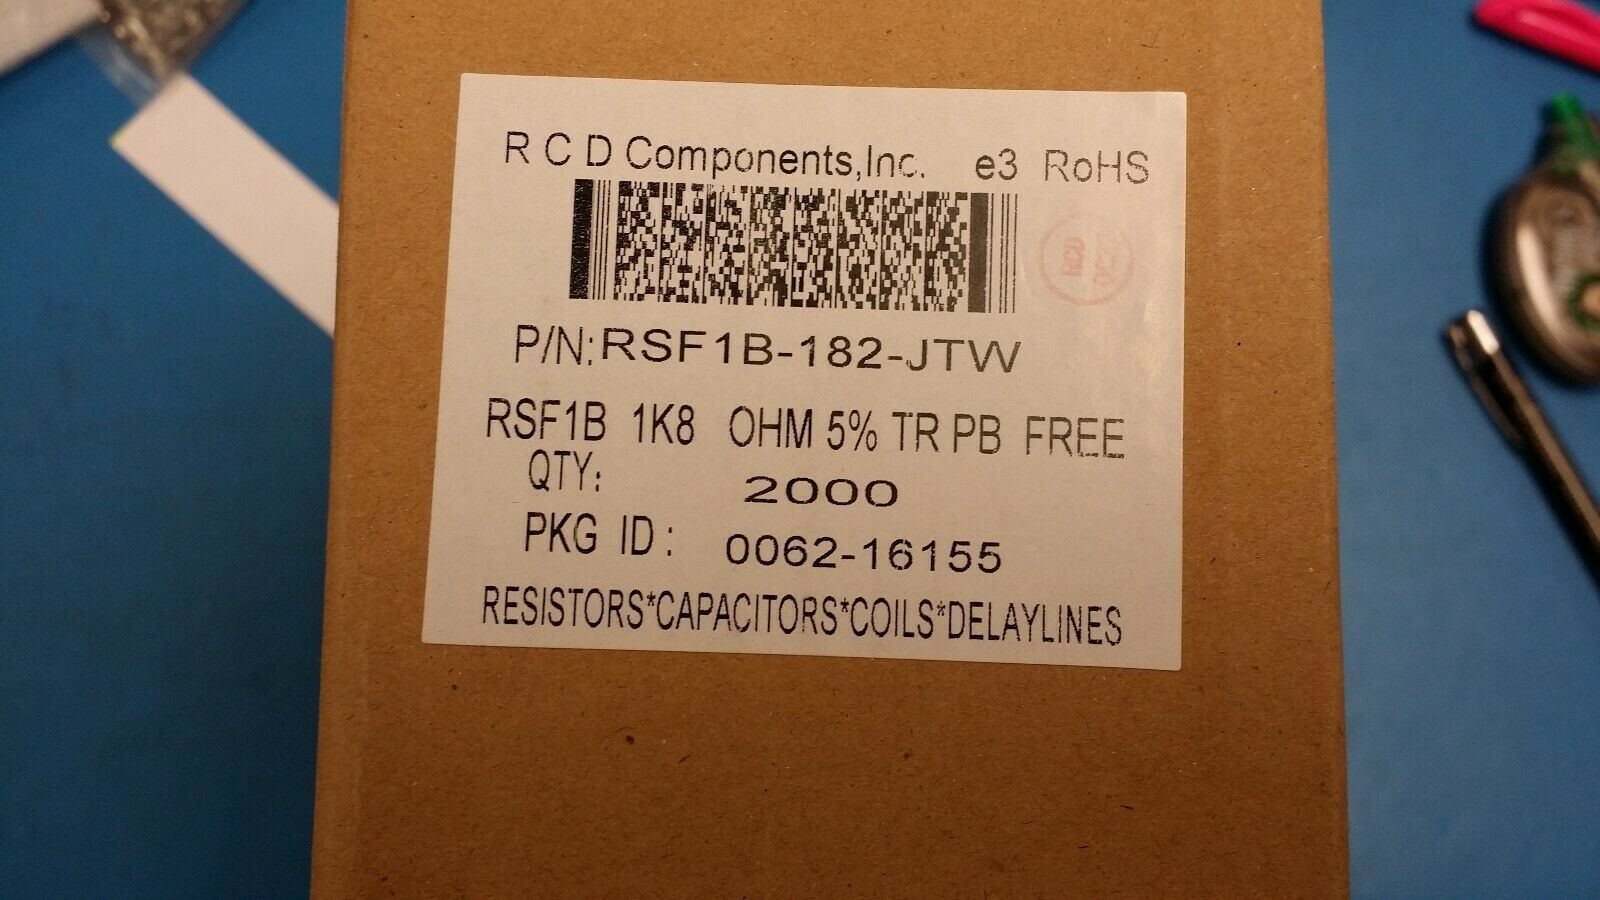 R C D Components,Inc. e3 RoHS
P/N:RSF1B-182-JTW
RSF1B 1K8 OHM 5% TR PB FREE
QTY: 2000
PKG ID: 0062-16155
RESISTORS*CAPACITORS*COILS*DELAYLINES